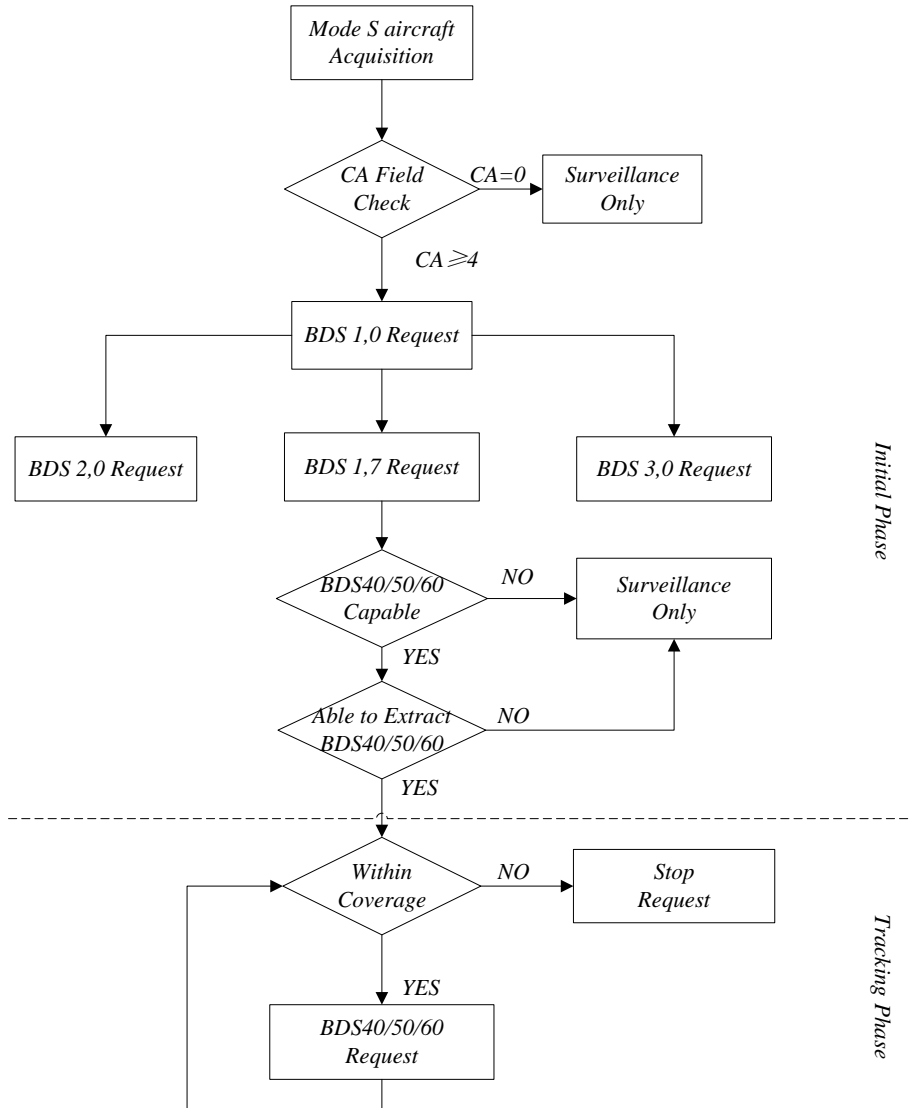 Mode S aircraft
Acquisition
CA Field
Check
CA=0
Surveillance
Only
CA⩾4
BDS 1,0 Request
BDS 2,0 Request
BDS 1,7 Request
BDS 3,0 Request
Initial Phase
BDS40/50/60
Capable
NO
Surveillance
Only
YES
Able to Extract
BDS40/50/60
NO
YES
Within
Coverage
NO
Stop
Request
Tracking Phase
YES
BDS40/50/60
Request